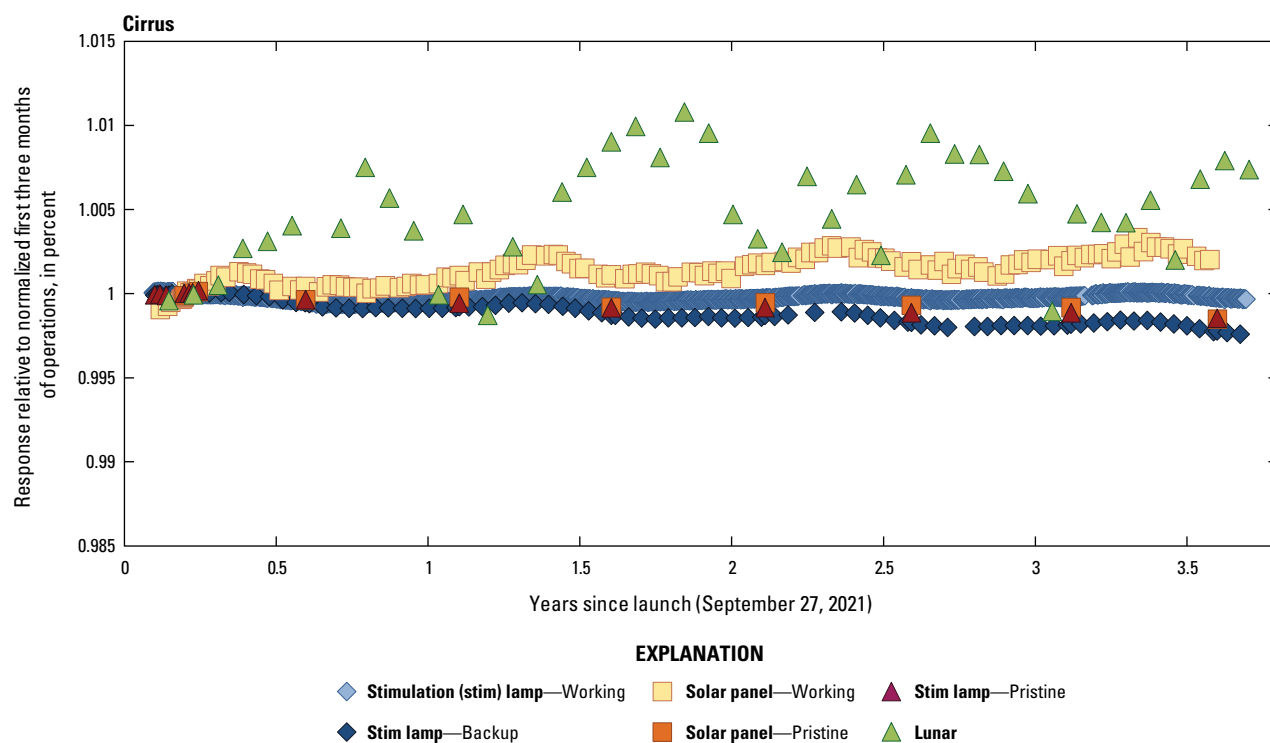 Cirrus
1.015
1.01
1.005
1
0.995
0.99
0.985
Response relative to normalized first three months
of operations, in percent
0
0.5
1
1.5
2
2.5
3
3.5
Years since launch (September 27, 2021)
EXPLANATION
Stimulation (stim) lamp—Working
Solar panel—Working
Stim lamp—Pristine
Stim lamp—Backup
Solar panel—Pristine
Lunar